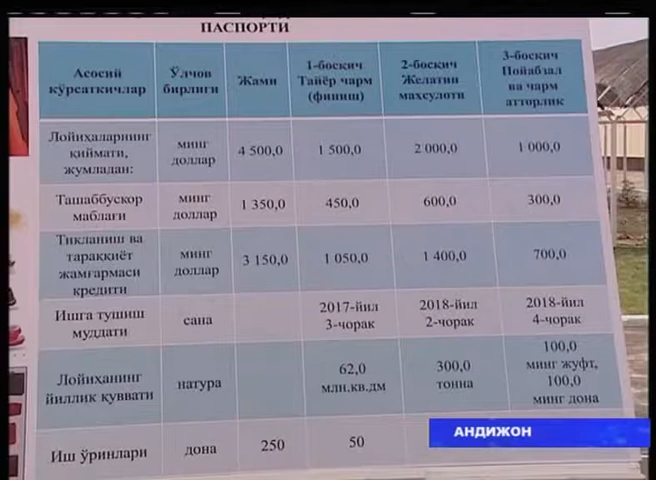 ПАСПОРТИ
Асосий кўрсаткичлар Ўлчов бирлиги Жами 1-босқич Тайёр чарм (финиш) 2-босқич Желатин маҳсулоти 3-босқич Пойабзал ва чарм атторлик
Лойиҳаларнинг қиймати, жумладан: минг доллар 4 500,0 1 500,0 2 000,0 1 000,0
Ташаббускор маблағи минг доллар 1 350,0 450,0 600,0 300,0
Тикланиш ва тараққиёт жамғармаси кредити минг доллар 3 150,0 1 050,0 1 400,0 700,0
Ишга тушиш муддати сана 2017-йил 3-чорак 2018-йил 2-чорак 2018-йил 4-чорак
Лойиҳанинг йиллик қуввати натура 62,0 млн.кв.дм 300,0 тонна 100,0 минг жуфт, 100,0 минг дона
Иш ўринлари дона 250 50
АНДИЖОН